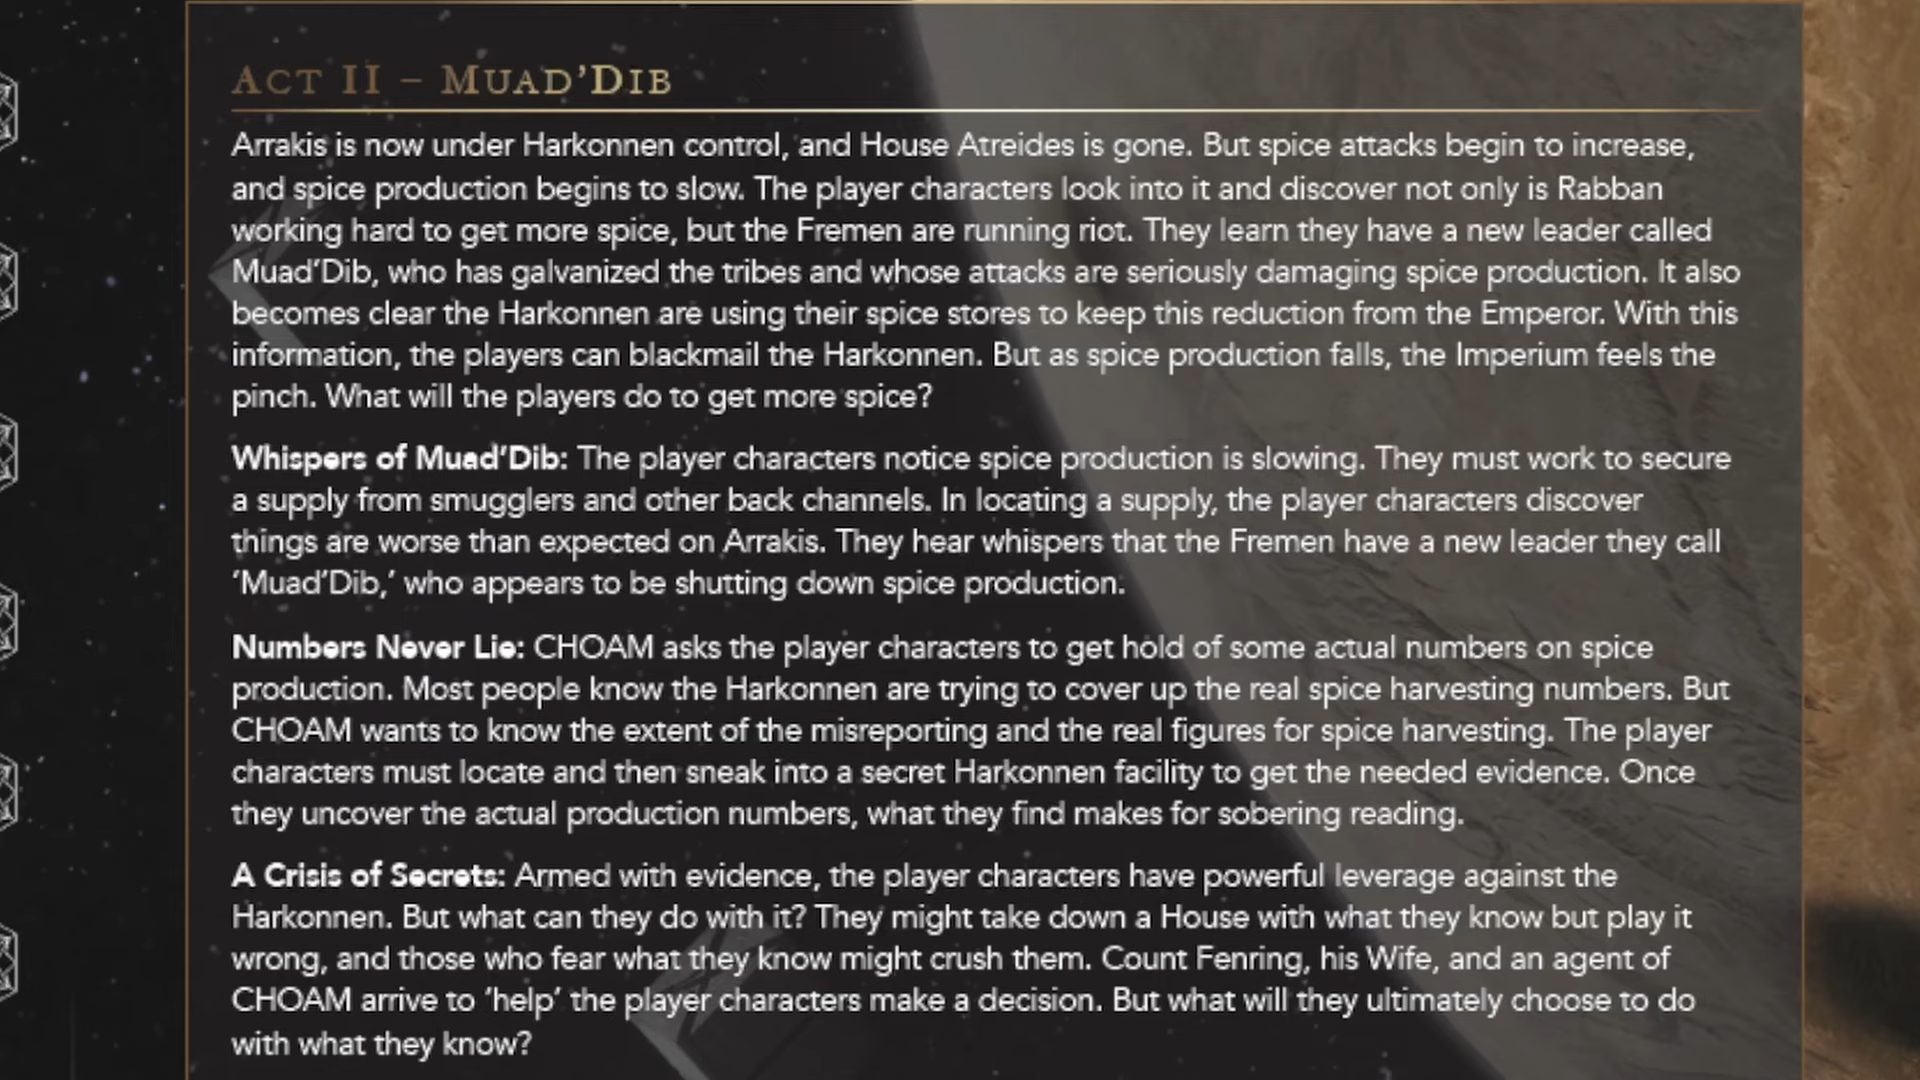 Act II – Muad’Dib
Arrakis is now under Harkonnen control, and House Atreides is gone. But spice attacks begin to increase,
and spice production begins to slow. The player characters look into it and discover not only is Rabban
working hard to get more spice, but the Fremen are running riot. They learn they have a new leader called
Muad’Dib, who has galvanized the tribes and whose attacks are seriously damaging spice production. It also
becomes clear the Harkonnen are using their spice stores to keep this reduction from the Emperor. With this
information, the players can blackmail the Harkonnen. But as spice production falls, the Imperium feels the
pinch. What will the players do to get more spice?
Whispers of Muad’Dib: The player characters notice spice production is slowing. They must work to secure
a supply from smugglers and other back channels. In locating a supply, the player characters discover
things are worse than expected on Arrakis. They hear whispers that the Fremen have a new leader they call
‘Muad’Dib,’ who appears to be shutting down spice production.
Numbers Never Lie: CHOAM asks the player characters to get hold of some actual numbers on spice
production. Most people know the Harkonnen are trying to cover up the real spice harvesting numbers. But
CHOAM wants to know the extent of the misreporting and the real figures for spice harvesting. The player
characters must locate and then sneak into a secret Harkonnen facility to get the needed evidence. Once
they uncover the actual production numbers, what they find makes for sobering reading.
A Crisis of Secrets: Armed with evidence, the player characters have powerful leverage against the
Harkonnen. But what can they do with it? They might take down a House with what they know but play it
wrong, and those who fear what they know might crush them. Count Fenring, his Wife, and an agent of
CHOAM arrive to ‘help’ the player characters make a decision. But what will they ultimately choose to do
with what they know?